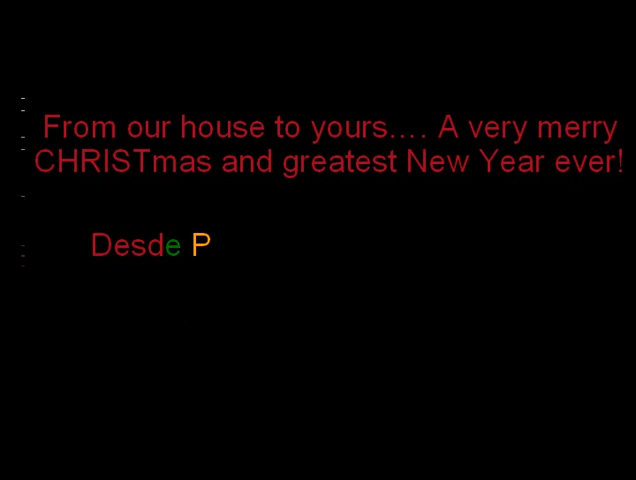 From our house to yours.... A very merry
CHRISTmas and greatest New Year ever!
Desde P